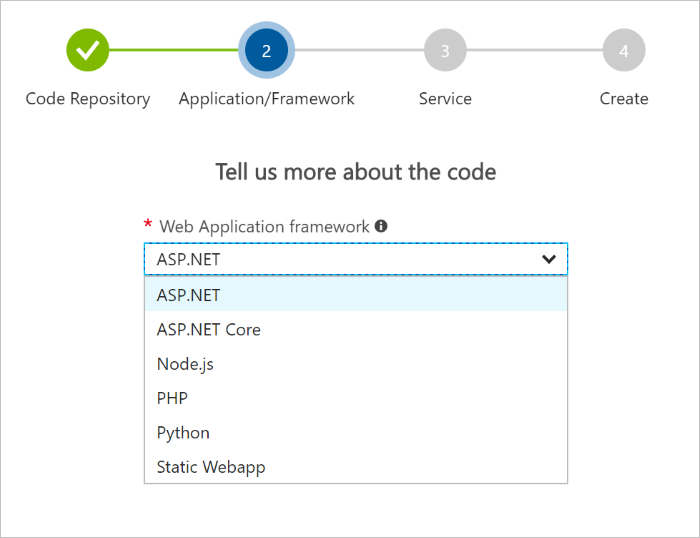 2
3
4
Code Repository
Application/Framework
Service
Create
Tell us more about the code
* Web Application framework
ASP.NET
ASP.NET
ASP.NET Core
Node.js
PHP
Python
Static Webapp